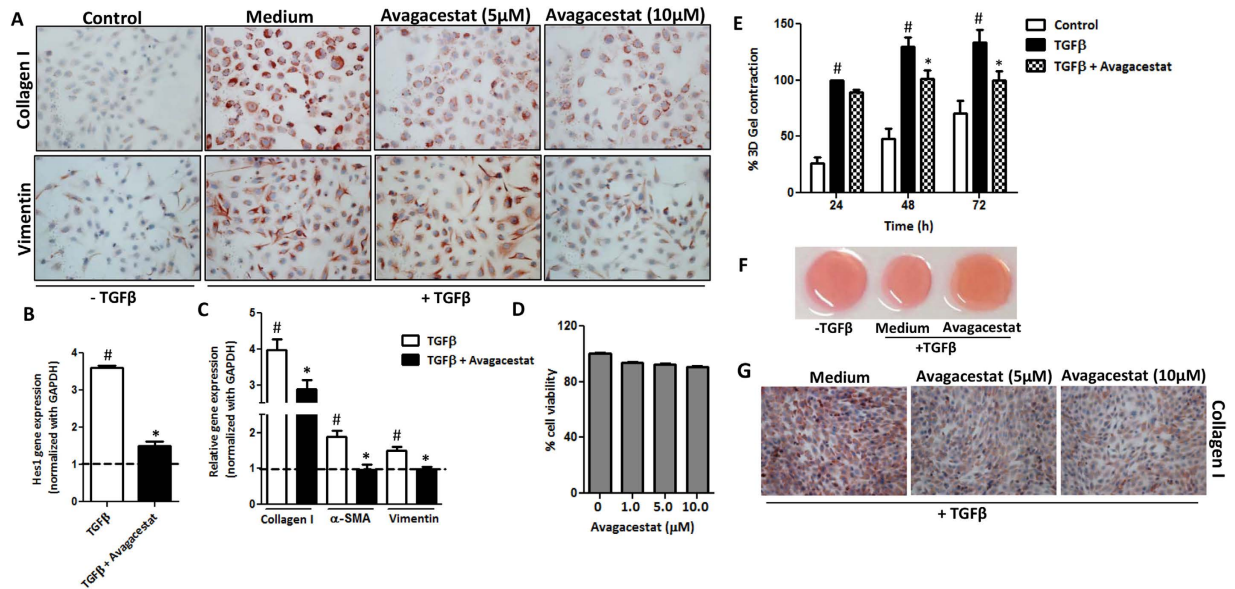 A
Control
Medium
Avagacestat (5μM)
Avagacestat (10μM)
Collagen I
Vimentin
- TGFβ
+ TGFβ
B
Hes1 gene expression
(normalized with GAPDH)
4
3
2
1
0
TGFβ
TGFβ + Avagacestat
#
*
C
Relative gene expression
(normalized with GAPDH)
5
4
3
2
1
0
#
*
#
*
#
*
TGFβ
TGFβ + Avagacestat
Collagen I
α-SMA
Vimentin
D
% cell viability
120
80
40
0
0
1.0
5.0
10.0
Avagacestat (μM)
E
% 3D Gel contraction
150
100
50
0
#
#
*
#
*
24
48
72
Time (h)
Control
TGFβ
TGFβ + Avagacestat
F
-TGFβ
Medium
Avagacestat
+TGFβ
G
Medium
Avagacestat (5μM)
Avagacestat (10μM)
Collagen I
+ TGFβ